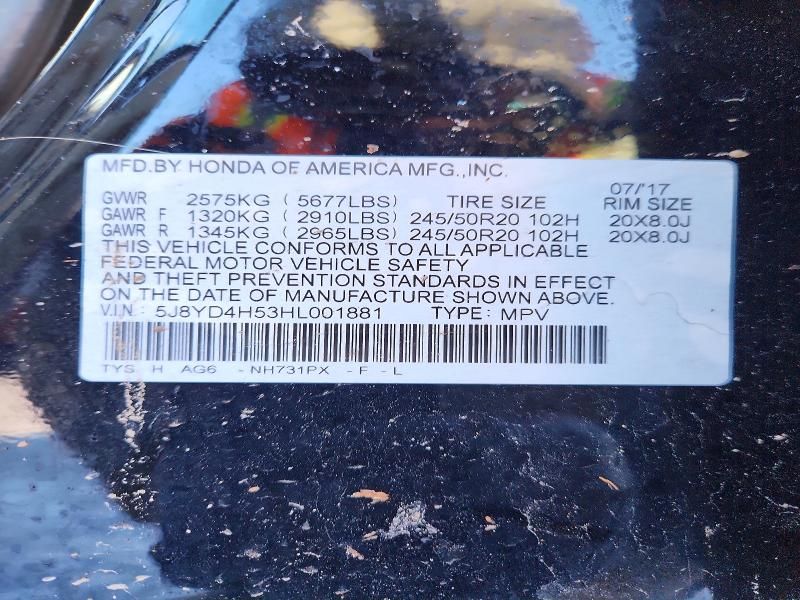 MFD.BY HONDA OF AMERICA MFG.,INC.
07/'17
GVWR 2575KG ( 5677LBS) TIRE SIZE RIM SIZE
GAWR F 1320KG ( 2910LBS) 245/50R20 102H 20X8.0J
GAWR R 1345KG ( 2965LBS) 245/50R20 102H 20X8.0J
THIS VEHICLE CONFORMS TO ALL APPLICABLE
FEDERAL MOTOR VEHICLE SAFETY
AND THEFT PREVENTION STANDARDS IN EFFECT
ON THE DATE OF MANUFACTURE SHOWN ABOVE.
V.I.N.: 5J8YD4H53HL001881 TYPE: MPV
TYS H AG6 - NH731PX - F - L